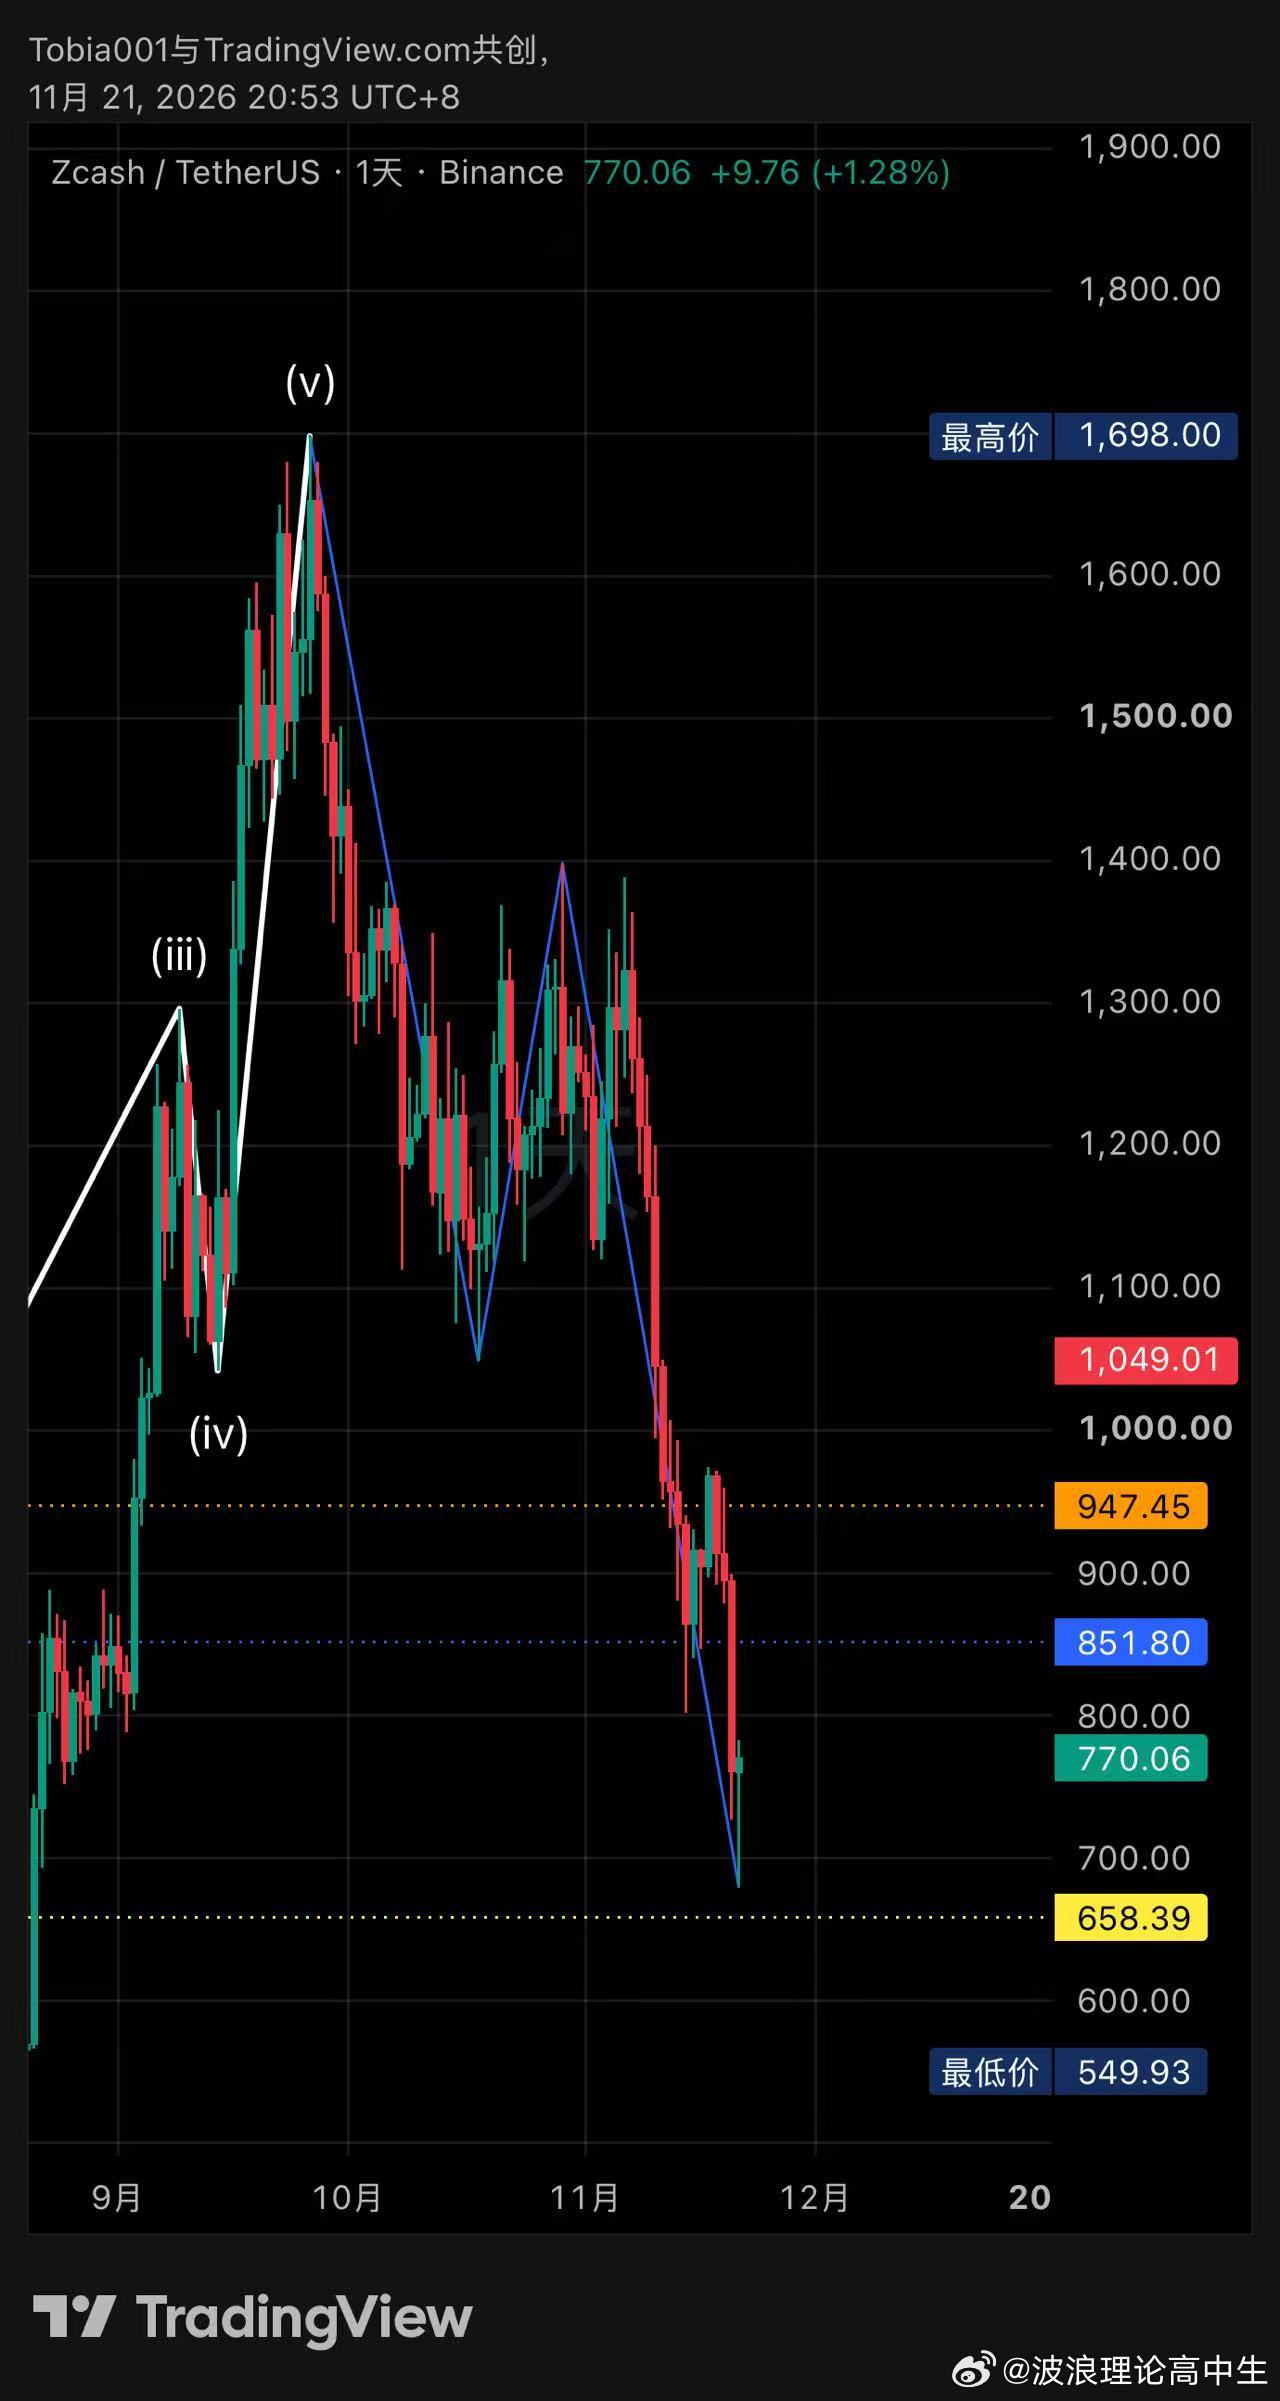 Tobia001与TradingView.com共创,
11月 21, 2026 20:53 UTC+8
Zcash / TetherUS · 1天 · Binance 770.06 +9.76 (+1.28%)
1,900.00
1,800.00
(v)
最高价 1,698.00
1,600.00
1,500.00
1,400.00
(iii)
1,300.00
1天
1,200.00
1,100.00
1,049.01
(iv)
1,000.00
947.45
900.00
851.80
800.00
770.06
700.00
658.39
600.00
最低价 549.93
9月 10月 11月 12月 20
TradingView
@波浪理论高中生